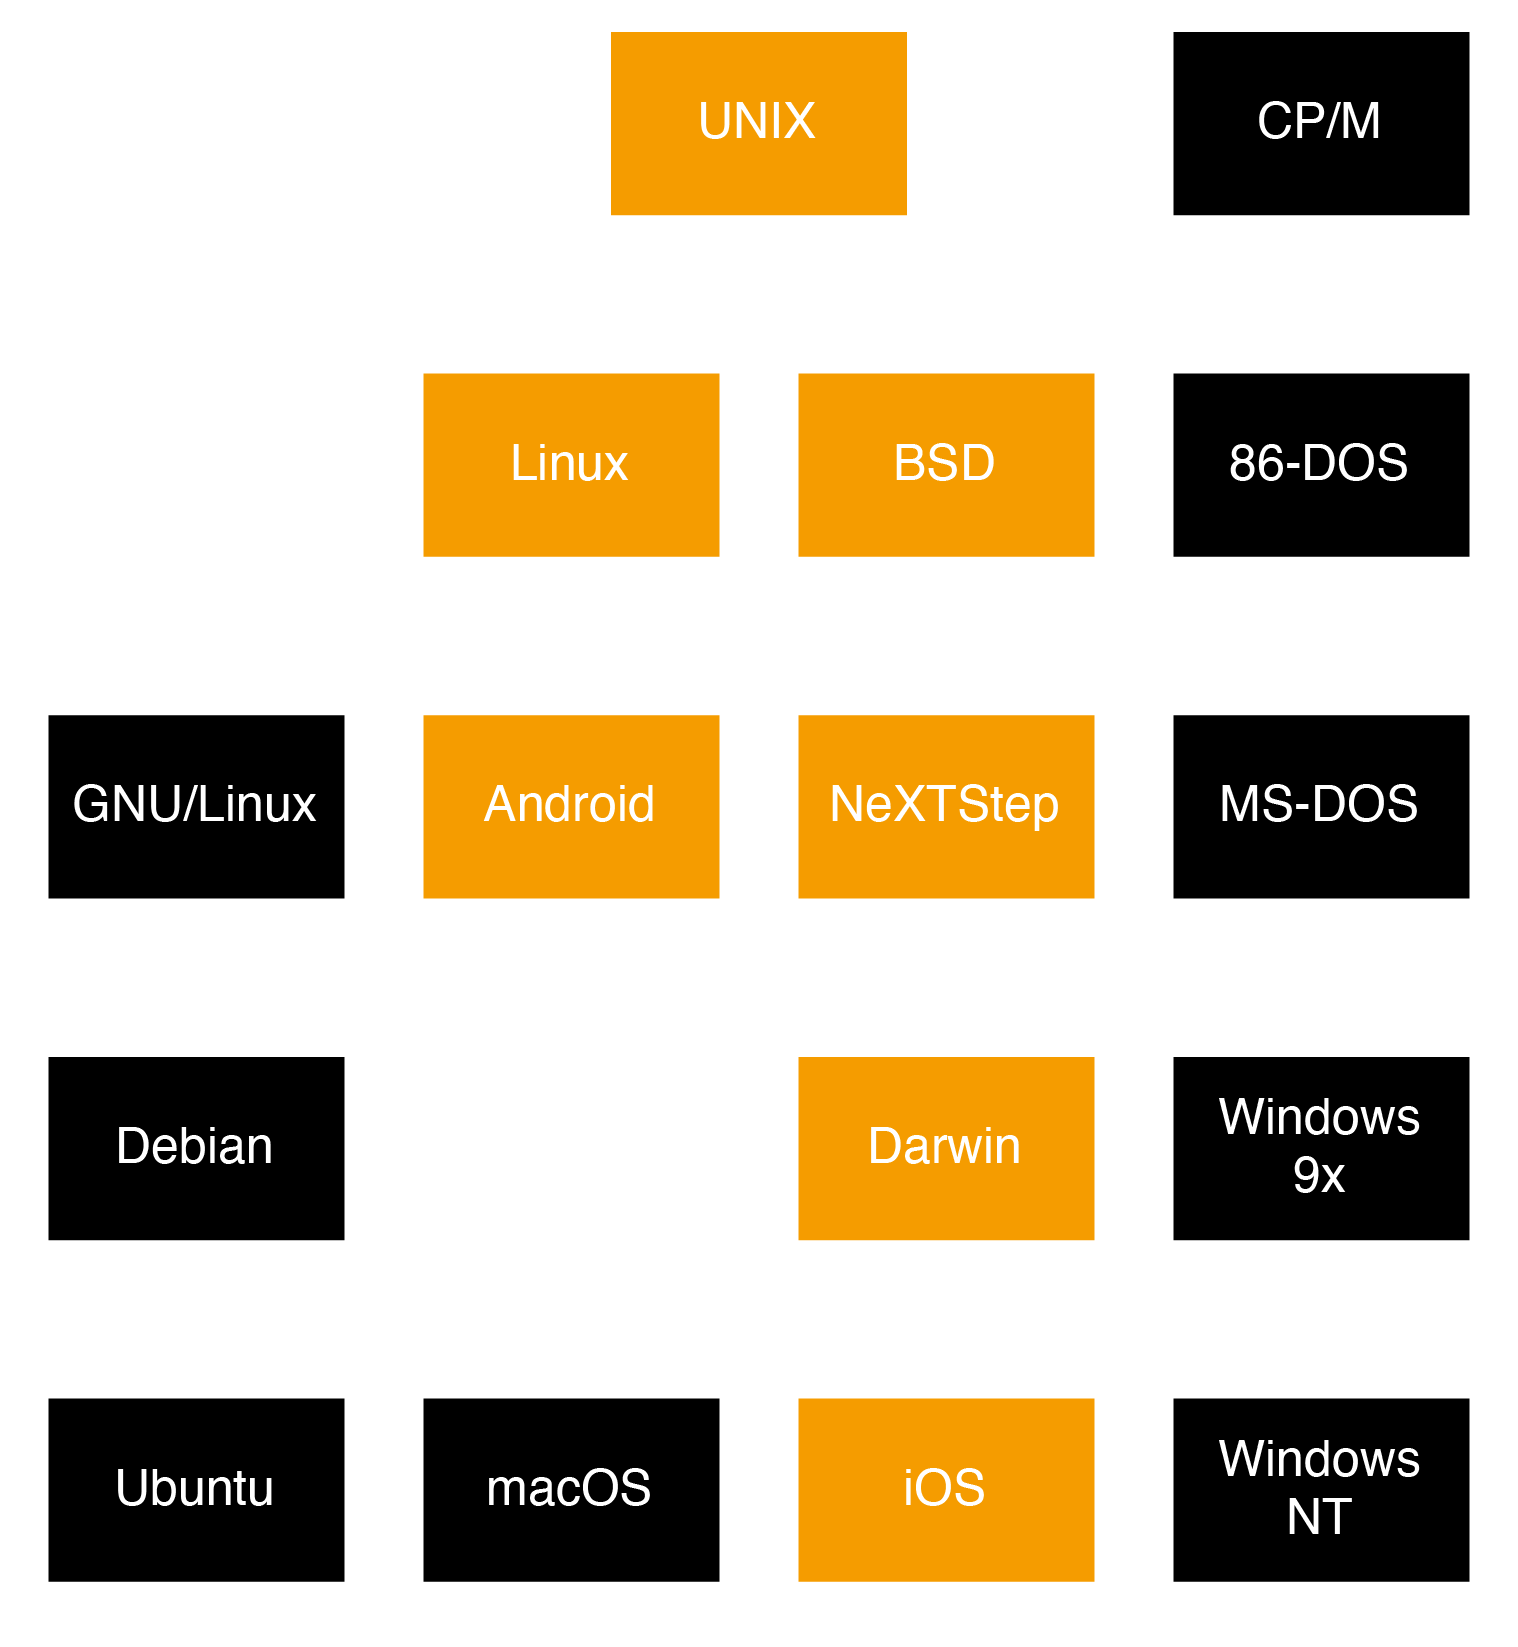 UNIX
CP/M
Linux
BSD
86-DOS
GNU/Linux
Android
NeXTStep
MS-DOS
Debian
Darwin
Windows
9x
Ubuntu
macOS
iOS
Windows
NT